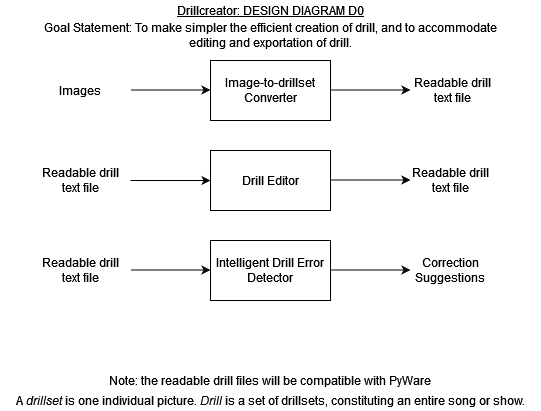 Drillcreator: DESIGN DIAGRAM D0
Goal Statement: To make simpler the efficient creation of drill, and to accommodate
editing and exportation of drill.
Images
Image-to-drillset
Converter
Readable drill
text file
Readable drill
text file
Drill Editor
Readable drill
text file
Readable drill
text file
Intelligent Drill Error
Detector
Correction
Suggestions
Note: the readable drill files will be compatible with PyWare
A drillset is one individual picture. Drill is a set of drillsets, constituting an entire song or show.